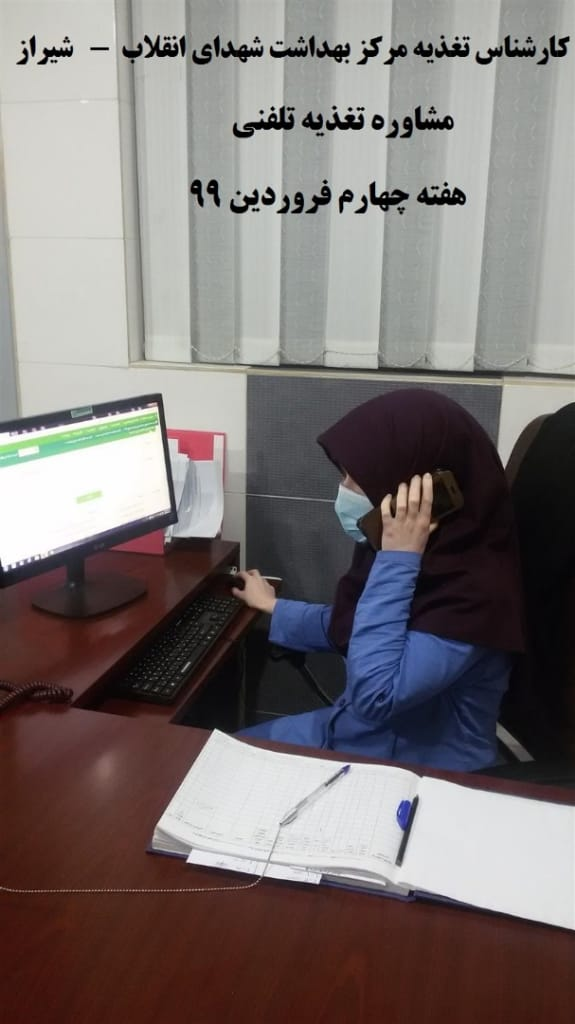 کارشناس تغذیه مرکز بهداشت شهدای انقلاب - شیراز
مشاوره تغذیه تلفنی
هفته چهارم فروردین ۹۹